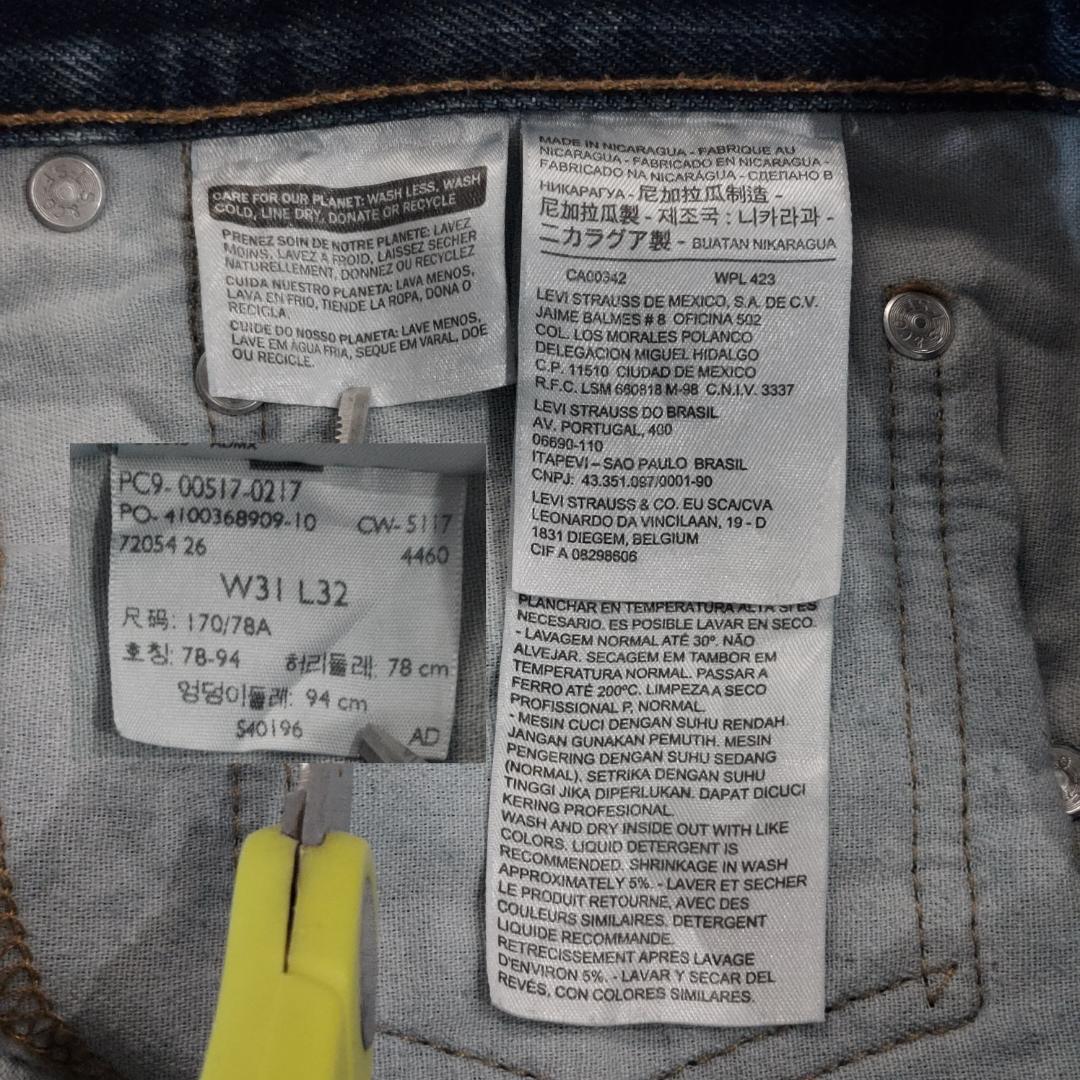 CARE FOR OUR PLANET: WASH LESS, WASH
COLD, LINE DRY, DONATE OR RECYCLE
PRENEZ SOIN DE NOTRE PLANETE: LAVEZ
MOINS, LAVEZ A FROID, LAISSEZ SECHER
NATURELLEMENT, DONNEZ OU RECYCLEZ
CUIDA NUESTRO PLANETA: LAVA MENOS,
LAVA EN FRIO, TIENDE LA ROPA, DONA O
RECICLA.
CUIDE DO NOSSO PLANETA: LAVE MENOS,
LAVE EM AGUA FRIA, SEQUE EM VARAL, DOE
OU RECICLE.
PC9-00517-0217
PO-4100368909-10 CW-5117
72054 26 4460
W31 L32
尺码: 170/78A
호칭: 78-94 허리둘레: 78 cm
엉덩이둘레: 94 cm
S40196 AD
MADE IN NICARAGUA - FABRIQUE AU
NICARAGUA - FABRICADO EN NICARAGUA -
FABRICADO NA NICARÁGUA - СДЕЛАНО В
НИКАРАГУА - 尼加拉瓜制造 -
尼加拉瓜製 - 제조국 : 니카라과 -
ニカラグア製 - BUATAN NIKARAGUA
CA00342 WPL 423
LEVI STRAUSS DE MEXICO, S.A. DE C.V.
JAIME BALMES # 8 OFICINA 502
COL. LOS MORALES POLANCO
DELEGACION MIGUEL HIDALGO
C.P. 11510 CIUDAD DE MEXICO
R.F.C. LSM 660818 M-98 C.N.I.V. 3337
LEVI STRAUSS DO BRASIL
AV. PORTUGAL, 400
06690-110
ITAPEVI – SAO PAULO BRASIL
CNPJ: 43.351.097/0001-90
LEVI STRAUSS & CO. EU SCA/CVA
LEONARDO DA VINCILAAN, 19 - D
1831 DIEGEM, BELGIUM
CIF A 08298606
PLANCHAR EN TEMPERATURA ALTA SI ES
NECESARIO. ES POSIBLE LAVAR EN SECO.
- LAVAGEM NORMAL ATÉ 30º. NÃO
ALVEJAR. SECAGEM EM TAMBOR EM
TEMPERATURA NORMAL. PASSAR A
FERRO ATÉ 200ºC. LIMPEZA A SECO
PROFISSIONAL P, NORMAL.
- MESIN CUCI DENGAN SUHU RENDAH.
JANGAN GUNAKAN PEMUTIH. MESIN
PENGERING DENGAN SUHU SEDANG
(NORMAL). SETRIKA DENGAN SUHU
TINGGI JIKA DIPERLUKAN. DAPAT DICUCI
KERING PROFESIONAL.
WASH AND DRY INSIDE OUT WITH LIKE
COLORS. LIQUID DETERGENT IS
RECOMMENDED. SHRINKAGE IN WASH
APPROXIMATELY 5%. - LAVER ET SECHER
LE PRODUIT RETOURNE, AVEC DES
COULEURS SIMILAIRES. DETERGENT
LIQUIDE RECOMMANDE.
RETRECISSEMENT APRES LAVAGE
D'ENVIRON 5%. - LAVAR Y SECAR DEL
REVÉS, CON COLORES SIMILARES.